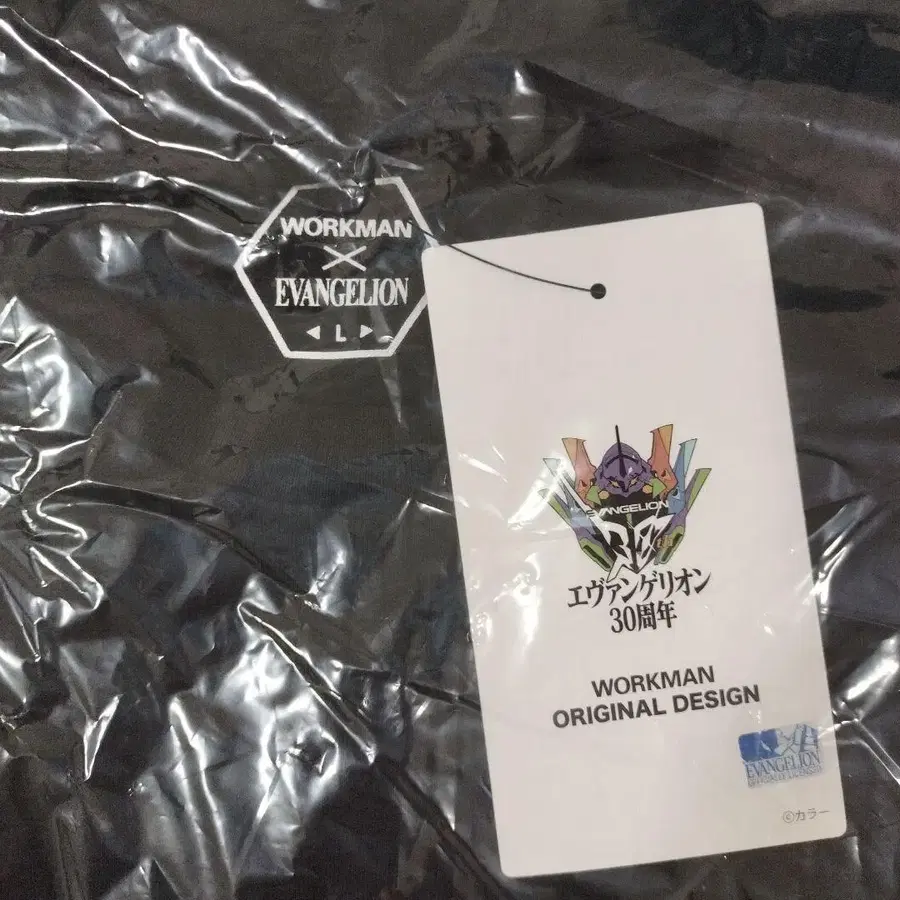 WORKMAN
×
EVANGELION
◄ L ►
EVANGELION
エヴァンゲリオン
30周年
WORKMAN
ORIGINAL DESIGN
EVANGELION
©カラー